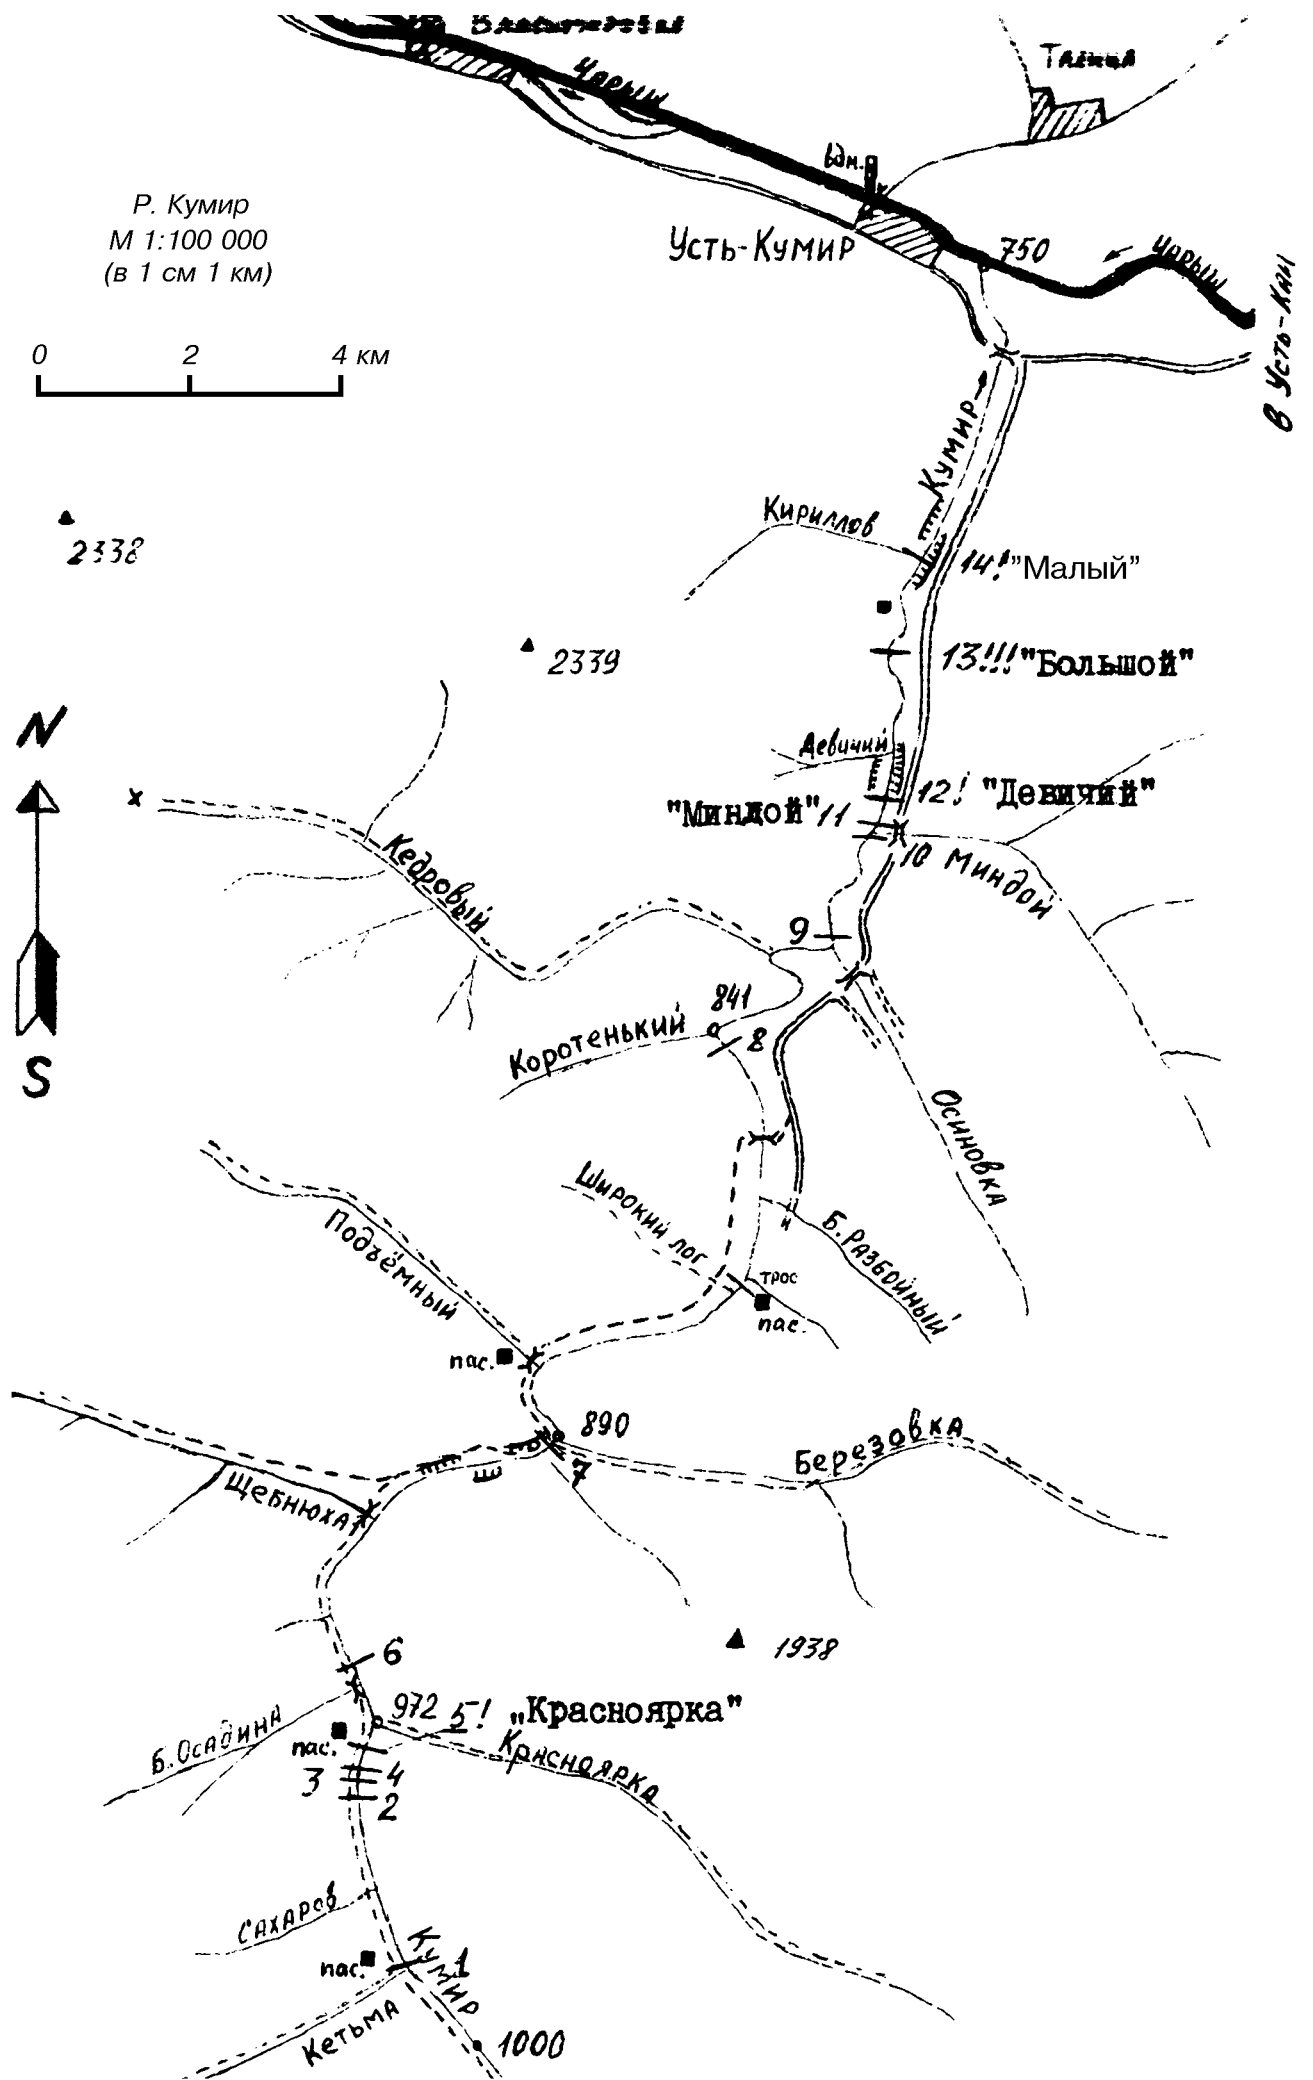 Чарыш
Таленца
вдп.
Р. Кумир
М 1:100 000
(в 1 см 1 км)
Усть-Кумир
750
Чарыш
в Усть-Кан
0 2 4 км
Кумир
Кириллов
2338
14! "Малый"
2339
13!!! "Большой"
N
Девичий
12! "Девичий"
"Миндой" 11
10 Миндой
Кедровый
9
841
Коротенький
8
S
Осиновка
Широкий лог
Б. Разбойный
Подъёмный
трос
пас.
пас.
890
Березовка
7
Щебнюха
6
1938
972 5! "Красноярка"
Б. Осадина
пас.
Красноярка
3 4
2
Сахаров
Кумир
1
пас.
Кетьма
1000